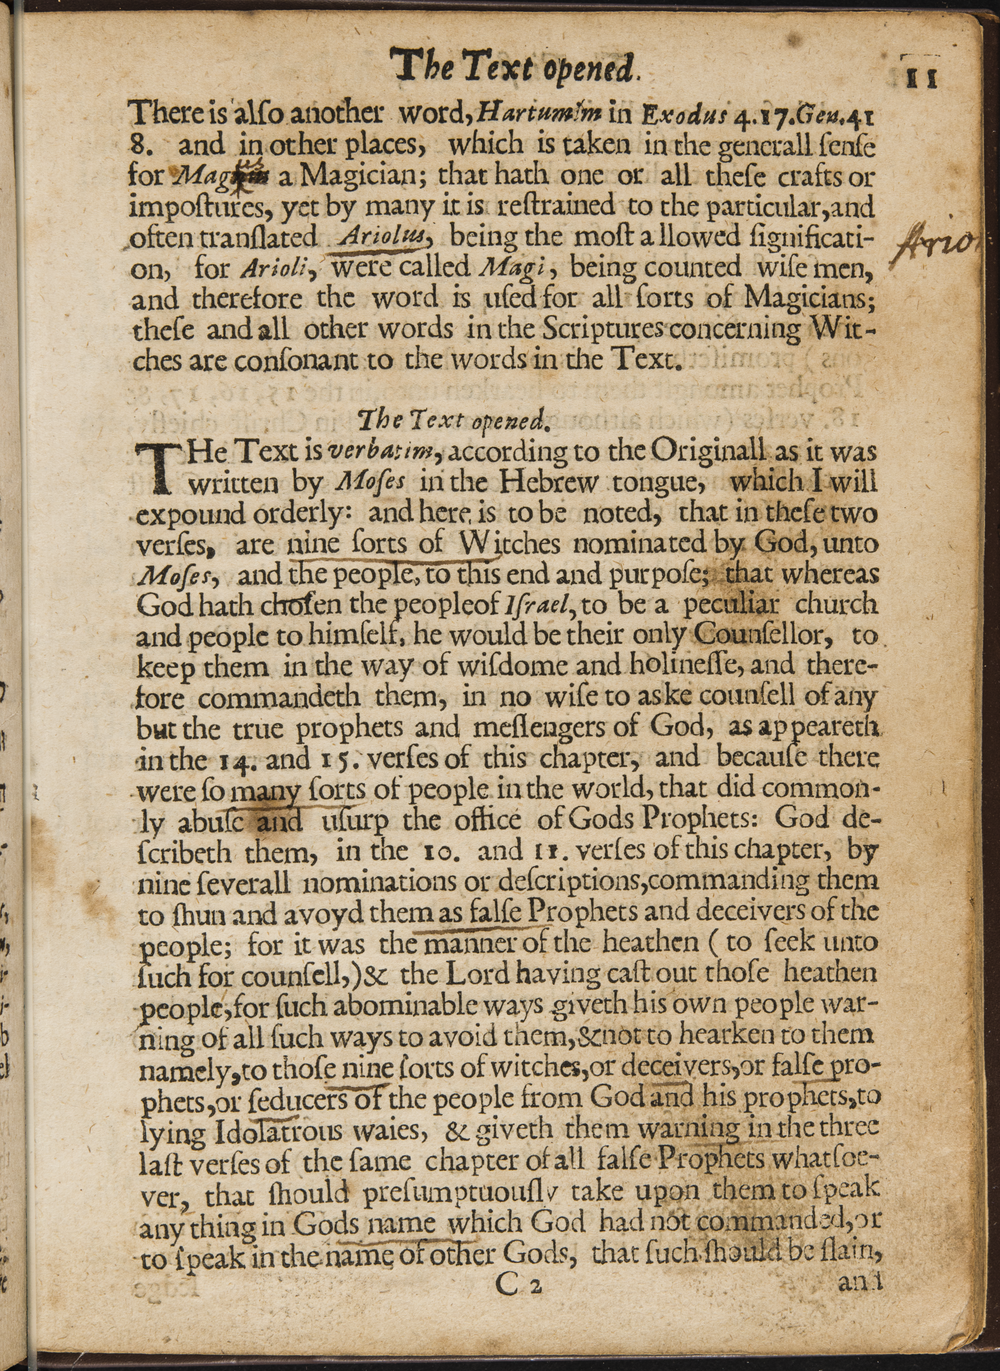 The Text opened. 11
There is alſo another word, Hartumim in Exodus 4.17. Gen. 41
8. and in other places, which is taken in the generall ſenſe
for a Magician; that hath one or all theſe crafts or
impoſtures, yet by many it is reſtrained to the particular, and
often tranſlated Ariolus, being the moſt allowed ſignificati-
on, for Arioli, were called Magi, being counted wiſe men,
and therefore the word is uſed for all ſorts of Magicians;
theſe and all other words in the Scriptures concerning Wit-
ches are conſonant to the words in the Text.
Ario
The Text opened.
THe Text is verbatim, according to the Originall as it was
written by Moſes in the Hebrew tongue, which I will
expound orderly: and here is to be noted, that in theſe two
verſes, are nine ſorts of Witches nominated by God, unto
Moſes, and the people, to this end and purpoſe; that whereas
God hath choſen the people of Iſrael, to be a peculiar church
and people to himſelf, he would be their only Counſellor, to
keep them in the way of wiſdome and holineſſe, and there-
fore commandeth them, in no wiſe to aske counſell of any
but the true prophets and meſſengers of God, as appeareth
in the 14. and 15. verſes of this chapter, and becauſe there
were ſo many ſorts of people in the world, that did common-
ly abuſe and uſurp the office of Gods Prophets: God de-
ſcribeth them, in the 10. and 11. verſes of this chapter, by
nine ſeverall nominations or deſcriptions, commanding them
to ſhun and avoyd them as falſe Prophets and deceivers of the
people; for it was the manner of the heathen ( to ſeek unto
ſuch for counſell,) & the Lord having caſt out thoſe heathen
people, for ſuch abominable ways giveth his own people war-
ning of all ſuch ways to avoid them, & not to hearken to them
namely, to thoſe nine ſorts of witches, or deceivers, or falſe pro-
phets, or ſeducers of the people from God and his prophets, to
lying Idolatrous waies, & giveth them warning in the three
laſt verſes of the ſame chapter of all falſe Prophets whatſoe-
ver, that ſhould preſumptuouſly take upon them to ſpeak
any thing in Gods name which God had not commanded, or
to ſpeak in the name of other Gods, that ſuch ſhould be ſlain,
C 2 and